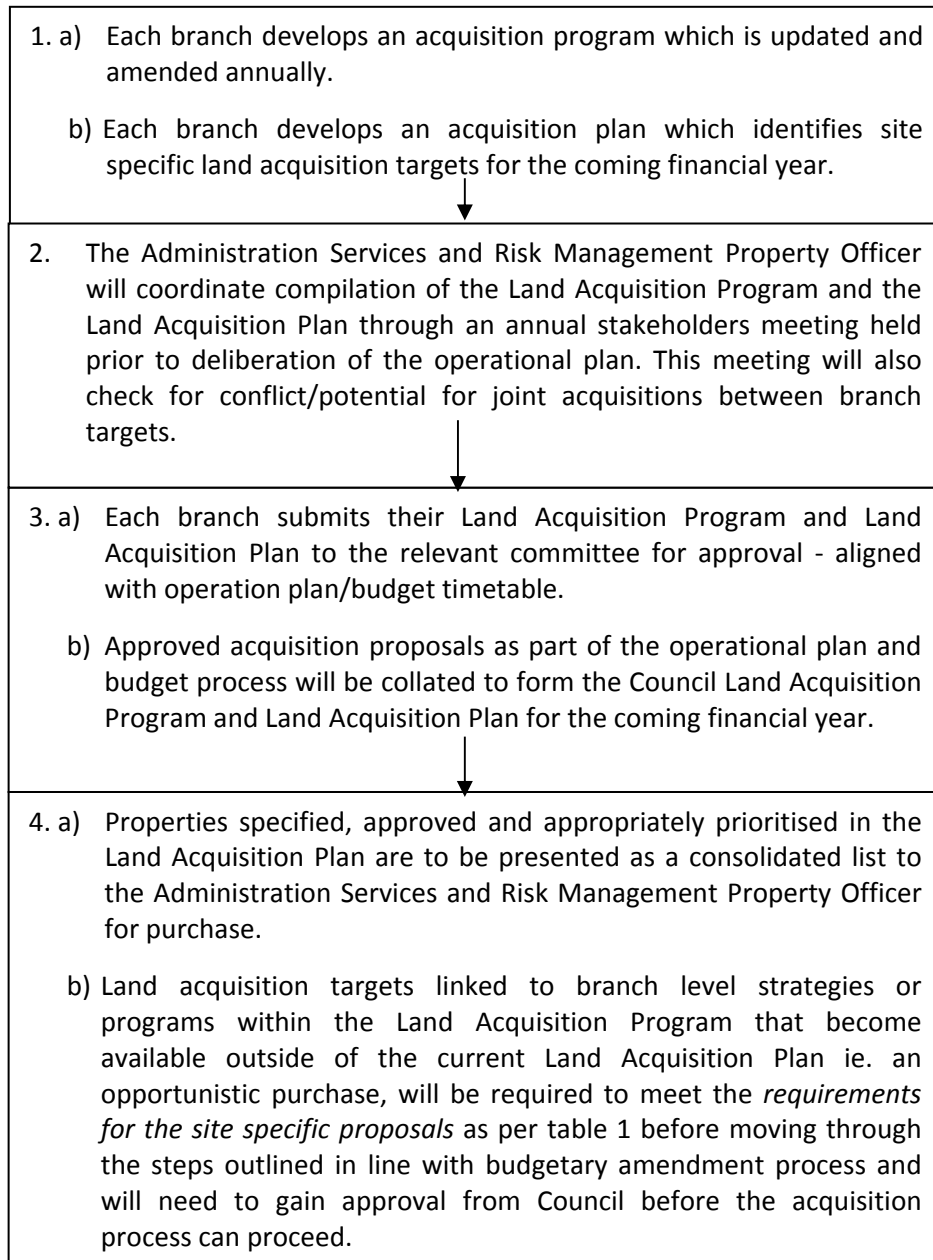 1. a) Each branch develops an acquisition program which is updated and
amended annually.
b) Each branch develops an acquisition plan which identifies site
specific land acquisition targets for the coming financial year.
2. The Administration Services and Risk Management Property Officer
will coordinate compilation of the Land Acquisition Program and the
Land Acquisition Plan through an annual stakeholders meeting held
prior to deliberation of the operational plan. This meeting will also
check for conflict/potential for joint acquisitions between branch
targets.
3. a) Each branch submits their Land Acquisition Program and Land
Acquisition Plan to the relevant committee for approval - aligned
with operation plan/budget timetable.
b) Approved acquisition proposals as part of the operational plan and
budget process will be collated to form the Council Land Acquisition
Program and Land Acquisition Plan for the coming financial year.
4. a) Properties specified, approved and appropriately prioritised in the
Land Acquisition Plan are to be presented as a consolidated list to
the Administration Services and Risk Management Property Officer
for purchase.
b) Land acquisition targets linked to branch level strategies or
programs within the Land Acquisition Program that become
available outside of the current Land Acquisition Plan ie. an
opportunistic purchase, will be required to meet the requirements
for the site specific proposals as per table 1 before moving through
the steps outlined in line with budgetary amendment process and
will need to gain approval from Council before the acquisition
process can proceed.